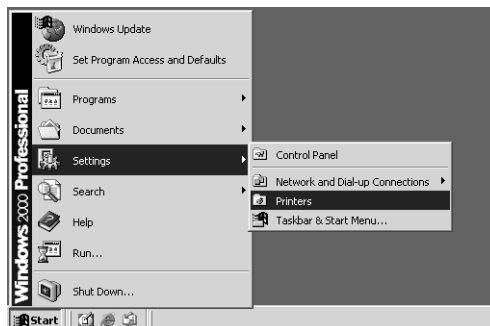 Windows Update
Set Program Access and Defaults
Programs
Documents
Settings
Search
Help
Run...
Shut Down...
Windows 2000 Professional
Control Panel
Network and Dial-up Connections
Printers
Taskbar & Start Menu...
Start